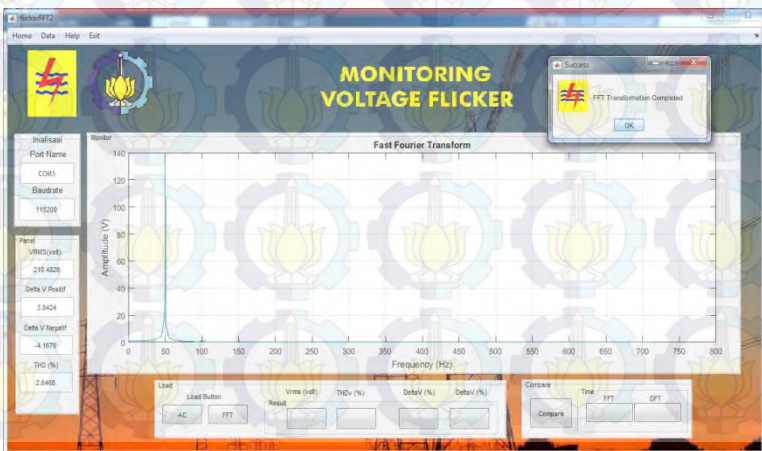 flickerFFT2
Home Data Help Exit
MONITORING
VOLTAGE FLICKER
Success
FFT Transformation Completed
OK
Inialisasi
Port Name
COM3
Baudrate
115200
Panel
VRMS(volt)
210.4828
Delta V Positif
3.8424
Delta V Negatif
-4.1676
THD (%)
2.6468
Monitor
Fast Fourier Transform
Amplitude (V)
140
120
100
80
60
40
20
0
0 50 100 150 200 250 300 350 400 450 500 550 600 650 700 750 800
Frequency (Hz)
Load
Load Button
AC FFT
Result
Vrms (volt) THDv (%) DeltaV (%) DeltaV (%)
Compare
Compare
Time
FFT DFT